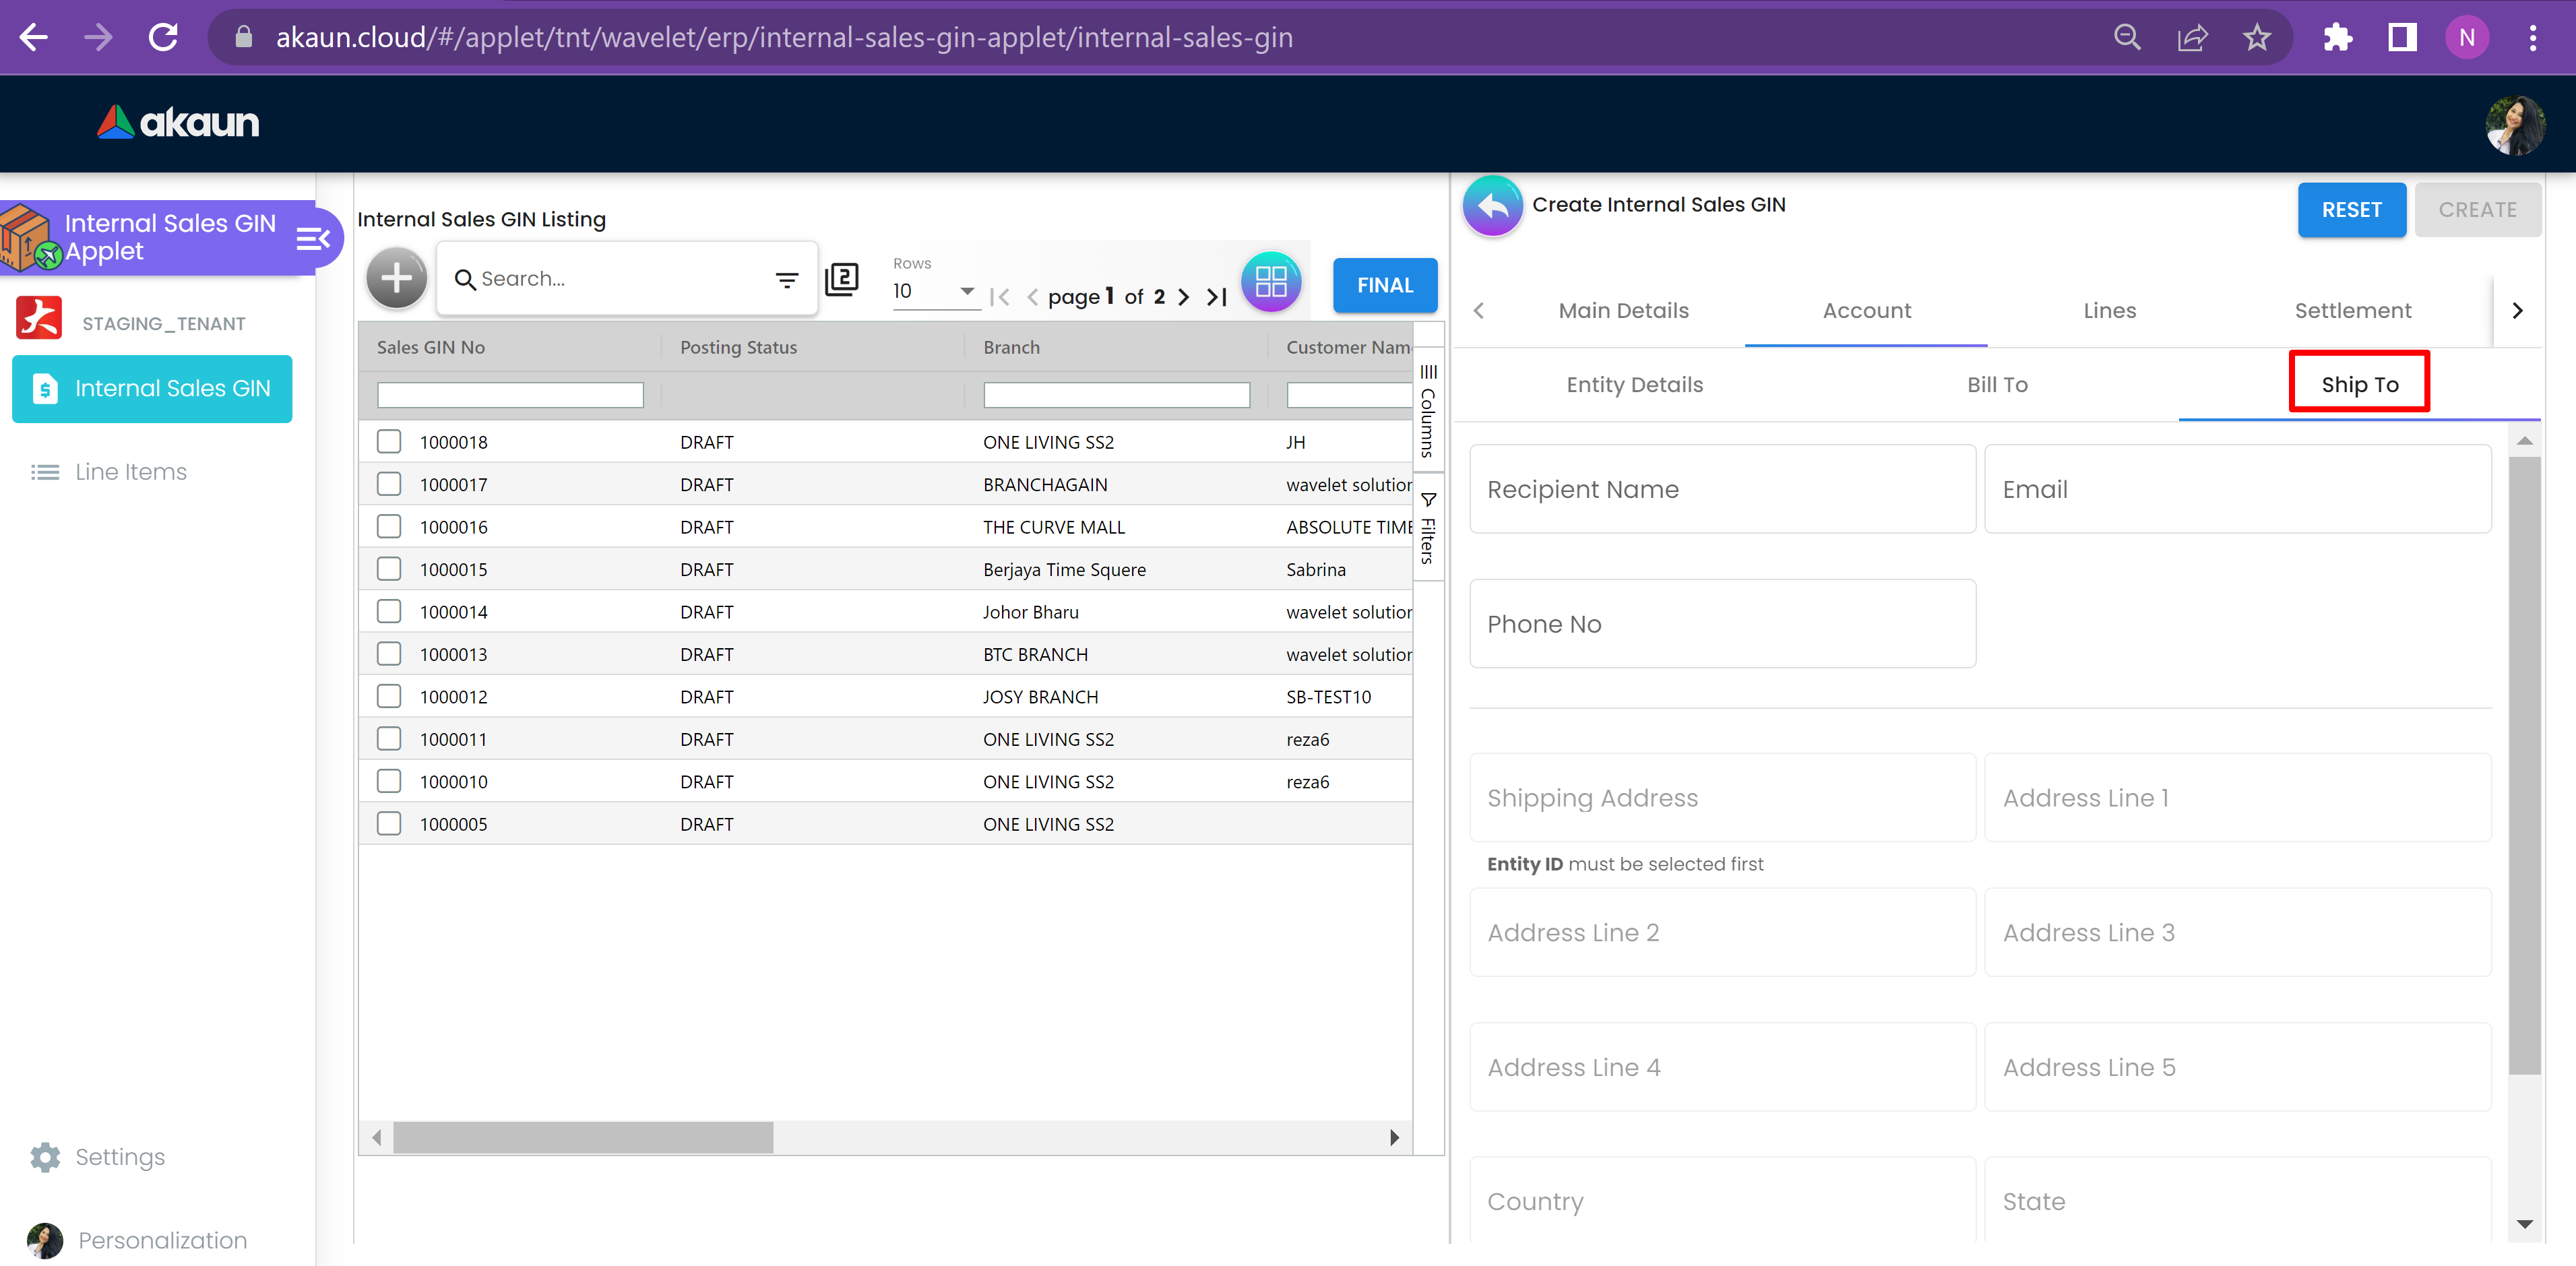 akaun.cloud/#/applet/tnt/wavelet/erp/internal-sales-gin-applet/internal-sales-gin
N
akaun
Internal Sales GIN
Applet
STAGING_TENANT
Internal Sales GIN
Line Items
Settings
Personalization
Internal Sales GIN Listing
Search...
2
Rows
10
page 1 of 2
FINAL
Sales GIN No Posting Status Branch Customer Nam
1000018 DRAFT ONE LIVING SS2 JH
1000017 DRAFT BRANCHAGAIN wavelet solution
1000016 DRAFT THE CURVE MALL ABSOLUTE TIME
1000015 DRAFT Berjaya Time Squere Sabrina
1000014 DRAFT Johor Bharu wavelet solution
1000013 DRAFT BTC BRANCH wavelet solution
1000012 DRAFT JOSY BRANCH SB-TEST10
1000011 DRAFT ONE LIVING SS2 reza6
1000010 DRAFT ONE LIVING SS2 reza6
1000005 DRAFT ONE LIVING SS2
Columns
Filters
Create Internal Sales GIN
RESET CREATE
Main Details Account Lines Settlement
Entity Details Bill To Ship To
Recipient Name Email
Phone No
Shipping Address Address Line 1
Entity ID must be selected first
Address Line 2 Address Line 3
Address Line 4 Address Line 5
Country State